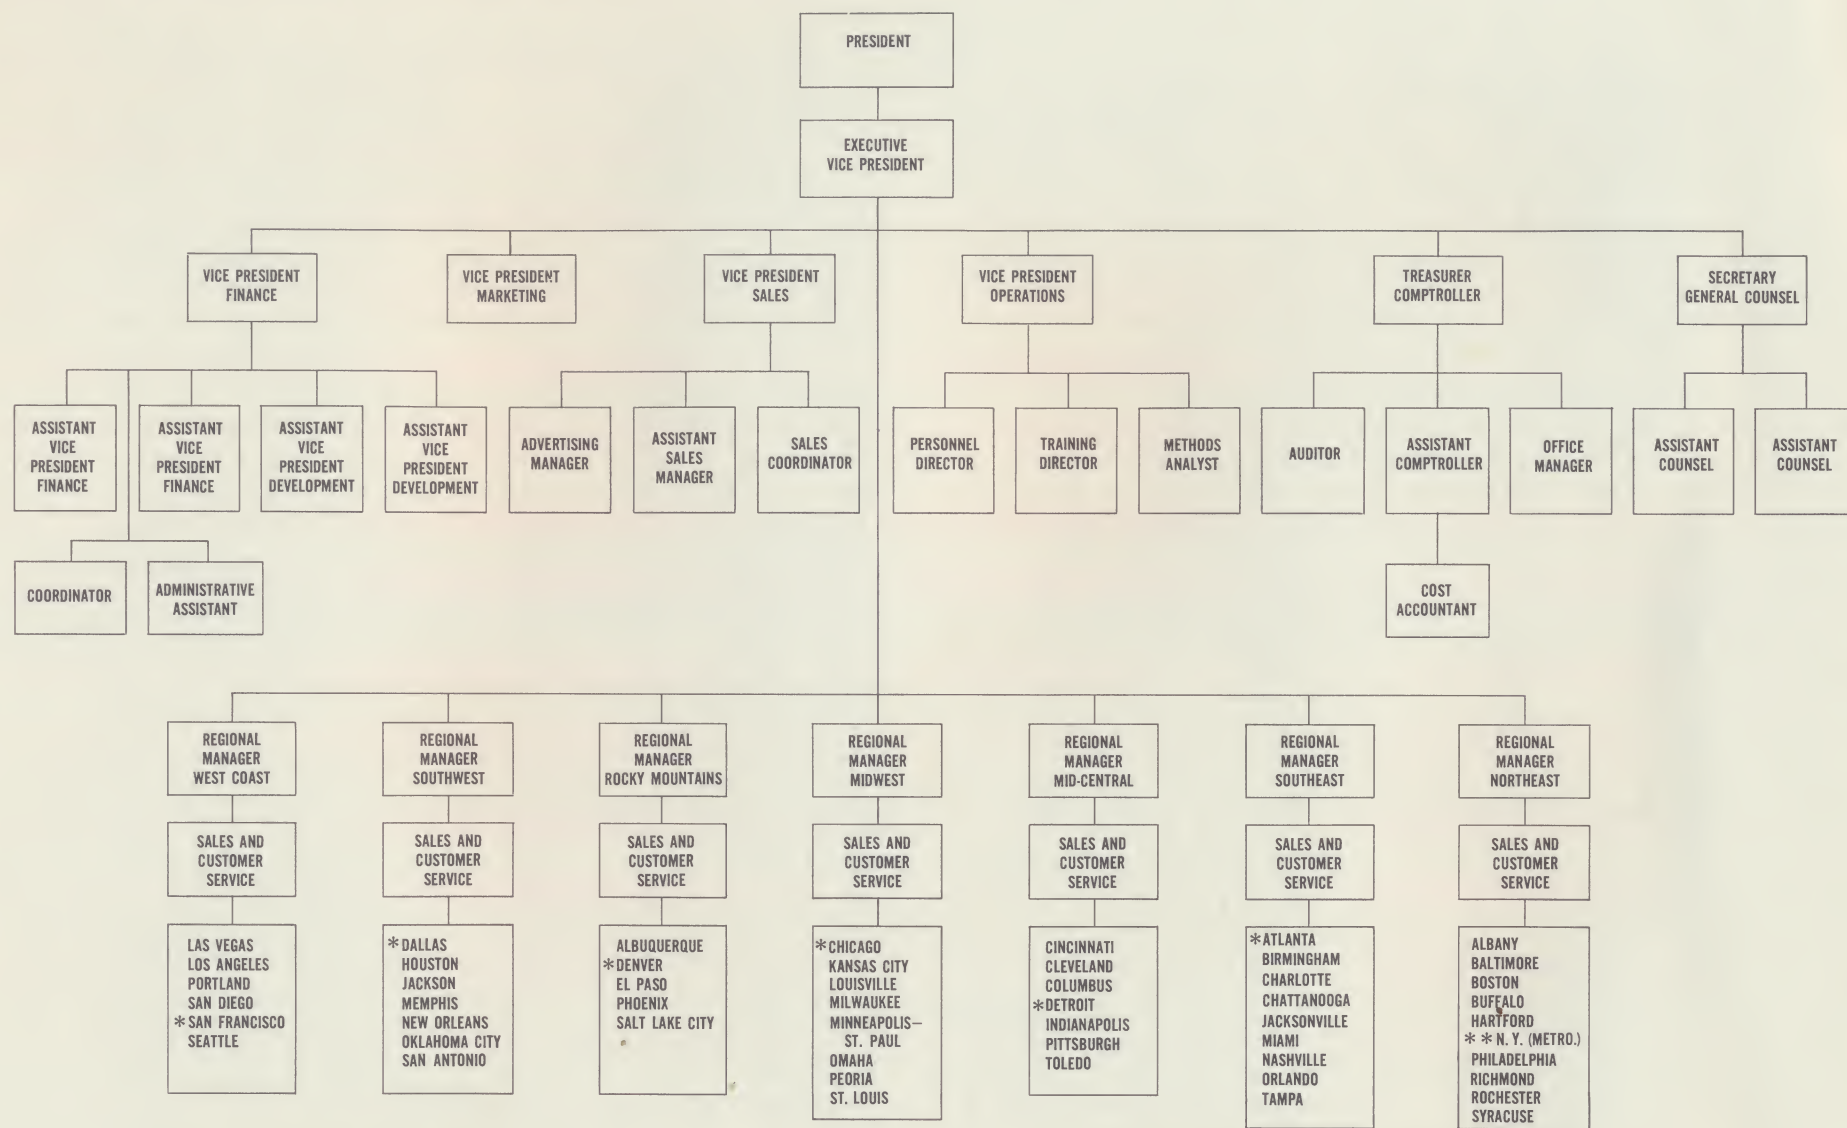 PRESIDENT
EXECUTIVE
VICE PRESIDENT
VICE PRESIDENT
FINANCE
VICE PRESIDENT
MARKETING
VICE PRESIDENT
SALES
VICE PRESIDENT
OPERATIONS
TREASURER
COMPTROLLER
SECRETARY
GENERAL COUNSEL
ASSISTANT
VICE
PRESIDENT
FINANCE
ASSISTANT
VICE
PRESIDENT
FINANCE
ASSISTANT
VICE
PRESIDENT
DEVELOPMENT
ASSISTANT
VICE
PRESIDENT
DEVELOPMENT
ADVERTISING
MANAGER
ASSISTANT
SALES
MANAGER
SALES
COORDINATOR
PERSONNEL
DIRECTOR
TRAINING
DIRECTOR
METHODS
ANALYST
AUDITOR
ASSISTANT
COMPTROLLER
OFFICE
MANAGER
ASSISTANT
COUNSEL
ASSISTANT
COUNSEL
COORDINATOR
ADMINISTRATIVE
ASSISTANT
COST
ACCOUNTANT
REGIONAL
MANAGER
WEST COAST
REGIONAL
MANAGER
SOUTHWEST
REGIONAL
MANAGER
ROCKY MOUNTAINS
REGIONAL
MANAGER
MIDWEST
REGIONAL
MANAGER
MID-CENTRAL
REGIONAL
MANAGER
SOUTHEAST
REGIONAL
MANAGER
NORTHEAST
SALES AND
CUSTOMER
SERVICE
SALES AND
CUSTOMER
SERVICE
SALES AND
CUSTOMER
SERVICE
SALES AND
CUSTOMER
SERVICE
SALES AND
CUSTOMER
SERVICE
SALES AND
CUSTOMER
SERVICE
SALES AND
CUSTOMER
SERVICE
LAS VEGAS
LOS ANGELES
PORTLAND
SAN DIEGO
*SAN FRANCISCO
SEATTLE
*DALLAS
HOUSTON
JACKSON
MEMPHIS
NEW ORLEANS
OKLAHOMA CITY
SAN ANTONIO
ALBUQUERQUE
*DENVER
EL PASO
PHOENIX
SALT LAKE CITY
*CHICAGO
KANSAS CITY
LOUISVILLE
MILWAUKEE
MINNEAPOLIS—
ST. PAUL
OMAHA
PEORIA
ST. LOUIS
CINCINNATI
CLEVELAND
COLUMBUS
*DETROIT
INDIANAPOLIS
PITTSBURGH
TOLEDO
*ATLANTA
BIRMINGHAM
CHARLOTTE
CHATTANOOGA
JACKSONVILLE
MIAMI
NASHVILLE
ORLANDO
TAMPA
ALBANY
BALTIMORE
BOSTON
BUFFALO
HARTFORD
* * N. Y. (METRO.)
PHILADELPHIA
RICHMOND
ROCHESTER
SYRACUSE